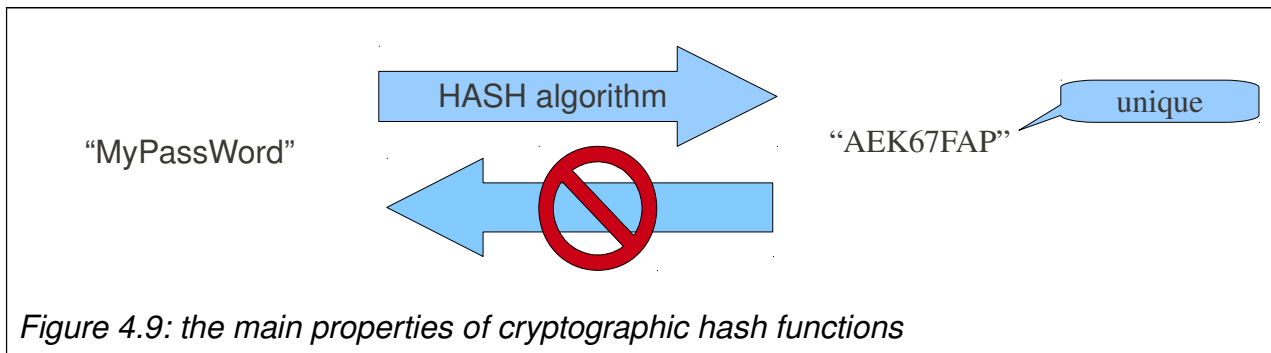 HASH algorithm
unique
“MyPassWord”
“AEK67FAP”
Figure 4.9: the main properties of cryptographic hash functions